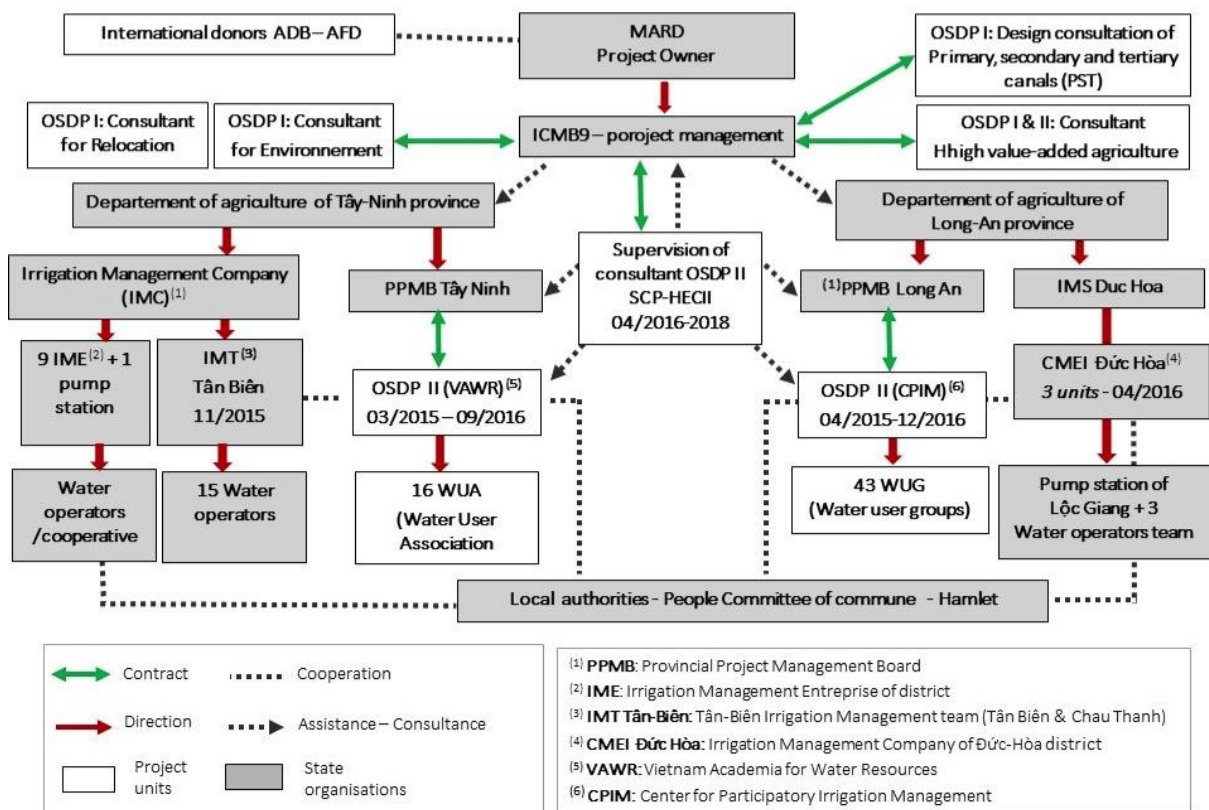 International donors ADB – AFD
MARD
Project Owner
OSDP I: Design consultation of
Primary, secondary and tertiary
canals (PST)
OSDP I: Consultant
for Relocation
OSDP I: Consultant
for Environnement
ICMB9 – poroject management
OSDP I & II: Consultant
Hhigh value-added agriculture
Departement of agriculture of Tây-Ninh province
Departement of agriculture of
Long-An province
Supervision of
consultant OSDP II
SCP-HECII
04/2016-2018
Irrigation Management Company
(IMC)(1)
PPMB Tây Ninh
(1)PPMB Long An
IMS Duc Hoa
9 IME(2) + 1
pump
station
IMT(3)
Tân Biên
11/2015
OSDP II (VAWR)(5)
03/2015 – 09/2016
OSDP II (CPIM)(6)
04/2015-12/2016
CMEI Đức Hòa(4)
3 units - 04/2016
Water
operators
/cooperative
15 Water
operators
16 WUA
(Water User
Association
43 WUG
(Water user groups)
Pump station of
Lộc Giang + 3
Water operators team
Local authorities - People Committee of commune - Hamlet
Contract
Cooperation
Direction
Assistance – Consultance
Project
units
State
organisations
(1) PPMB: Provincial Project Management Board
(2) IME: Irrigation Management Entreprise of district
(3) IMT Tân-Biên: Tân-Biên Irrigation Management team (Tân Biên & Chau Thanh)
(4) CMEI Đức Hòa: Irrigation Management Company of Đức-Hòa district
(5) VAWR: Vietnam Academia for Water Resources
(6) CPIM: Center for Participatory Irrigation Management